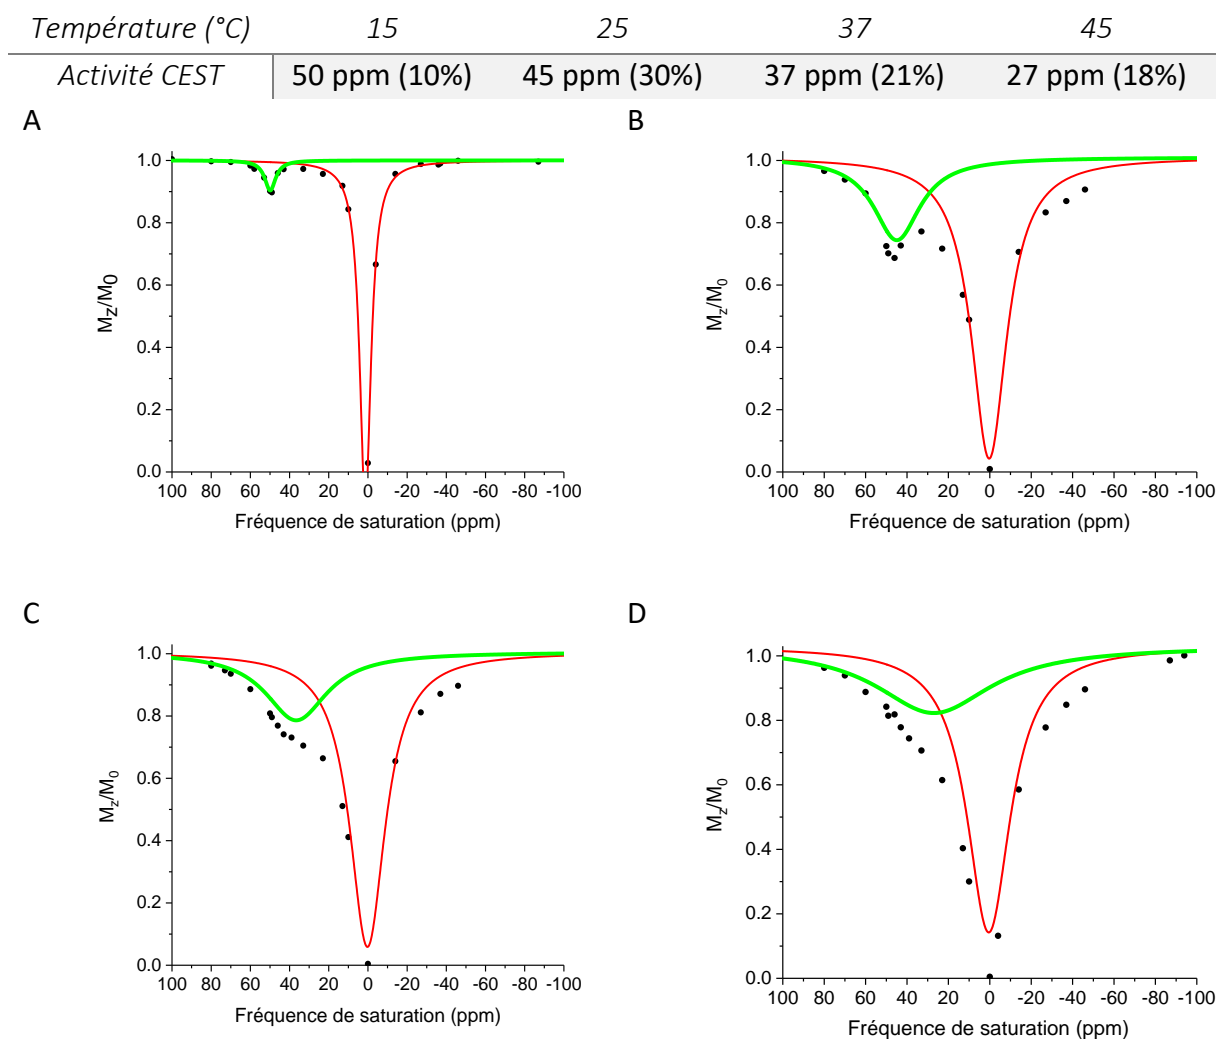 Température (°C) 15 25 37 45
Activité CEST 50 ppm (10%) 45 ppm (30%) 37 ppm (21%) 27 ppm (18%)
A
B
1.0
0.8
0.6
0.4
0.2
0.0
Mz/M0
100 80 60 40 20 0 -20 -40 -60 -80 -100
Fréquence de saturation (ppm)
1.0
0.8
0.6
0.4
0.2
0.0
Mz/M0
100 80 60 40 20 0 -20 -40 -60 -80 -100
Fréquence de saturation (ppm)
C
D
1.0
0.8
0.6
0.4
0.2
0.0
Mz/M0
100 80 60 40 20 0 -20 -40 -60 -80 -100
Fréquence de saturation (ppm)
1.0
0.8
0.6
0.4
0.2
0.0
Mz/M0
100 80 60 40 20 0 -20 -40 -60 -80 -100
Fréquence de saturation (ppm)